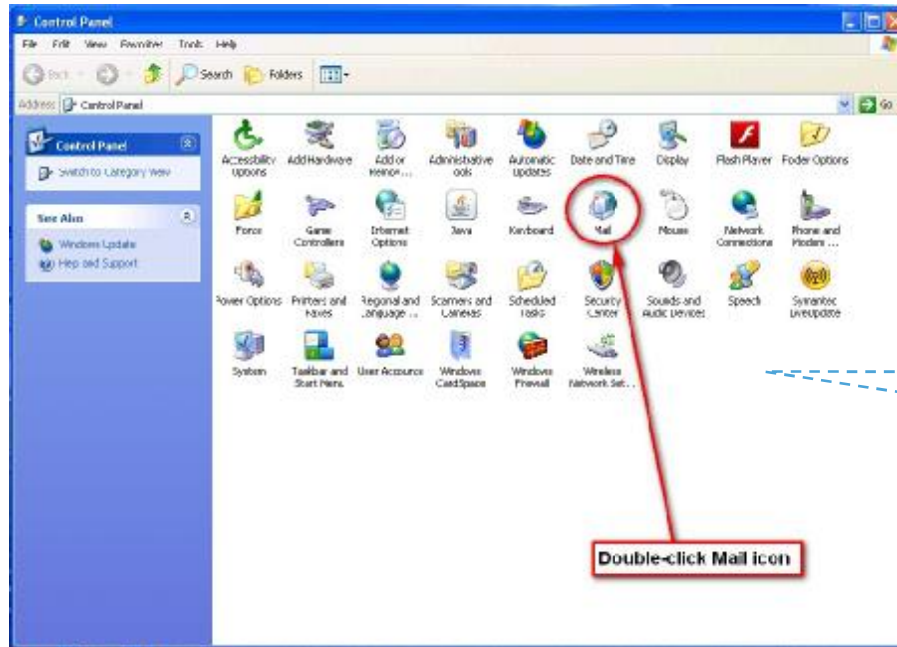 Control Panel
File Edit View Favorites Tools Help
Back Search Folders
Address Control Panel Go
Control Panel
Switch to Category View
See Also
Windows Update
Help and Support
Accessibility Options
Add Hardware
Add or Remov...
Administrative Tools
Automatic Updates
Date and Time
Display
Flash Player
Folder Options
Fonts
Game Controllers
Internet Options
Java
Keyboard
Mail
Mouse
Network Connections
Phone and Modem ...
Power Options
Printers and Faxes
Regional and Language ...
Scanners and Cameras
Scheduled Tasks
Security Center
Sounds and Audio Devices
Speech
Symantec LiveUpdate
System
Taskbar and Start Menu
User Accounts
Windows CardSpace
Windows Firewall
Wireless Network Set...
Double-click Mail icon